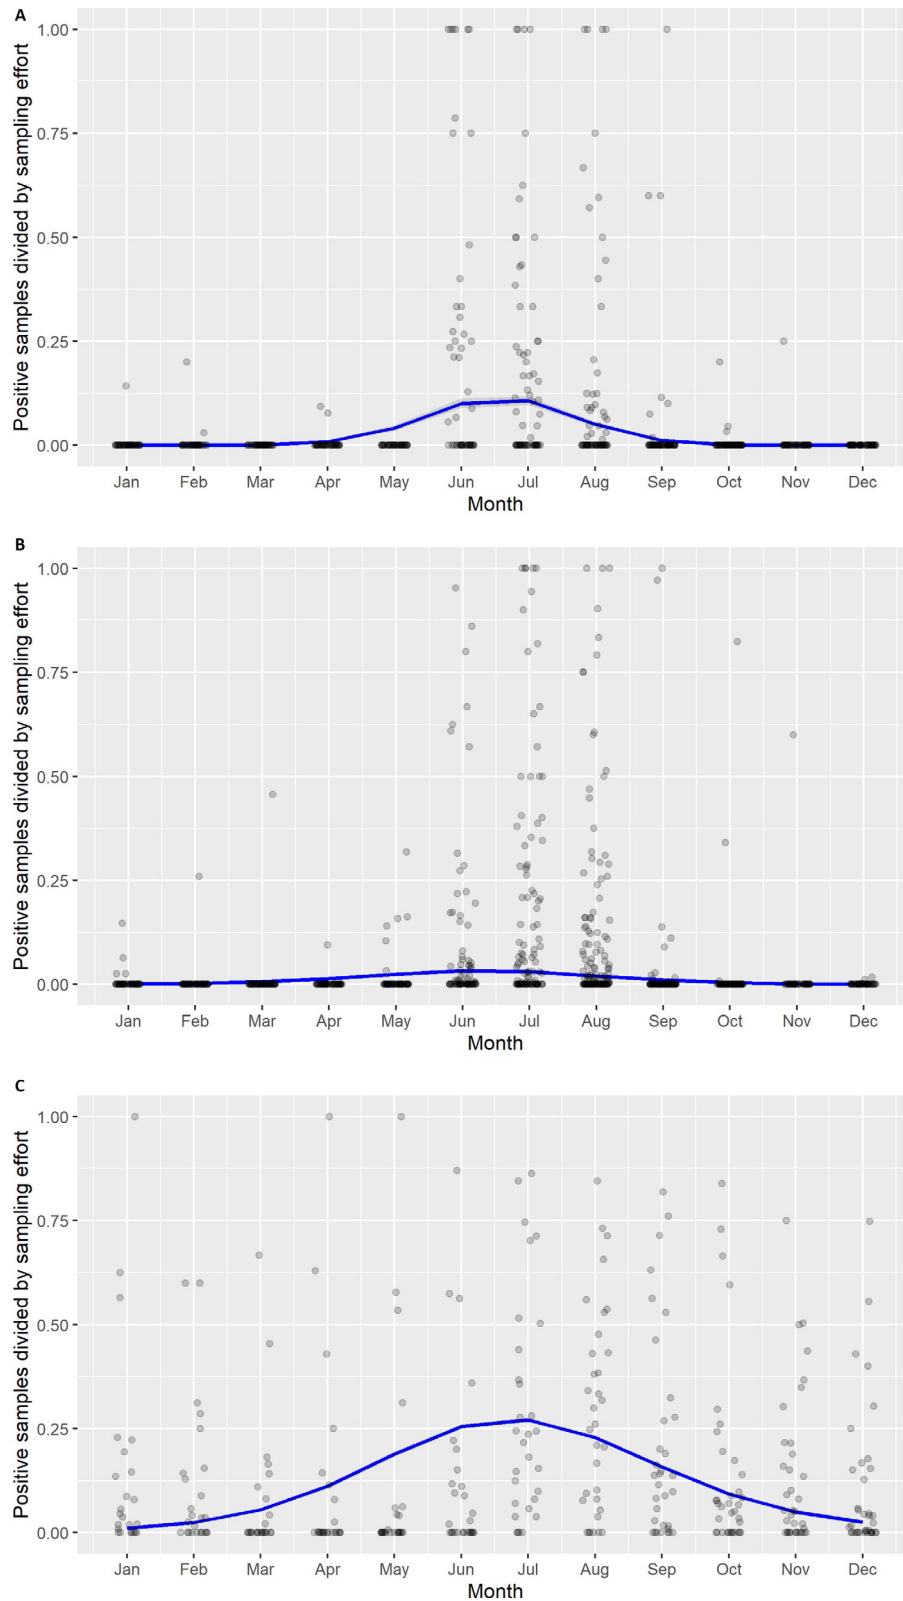 A
Positive samples divided by sampling effort
1.00
0.75
0.50
0.25
0.00
Jan Feb Mar Apr May Jun Jul Aug Sep Oct Nov Dec
Month
B
Positive samples divided by sampling effort
1.00
0.75
0.50
0.25
0.00
Jan Feb Mar Apr May Jun Jul Aug Sep Oct Nov Dec
Month
C
Positive samples divided by sampling effort
1.00
0.75
0.50
0.25
0.00
Jan Feb Mar Apr May Jun Jul Aug Sep Oct Nov Dec
Month